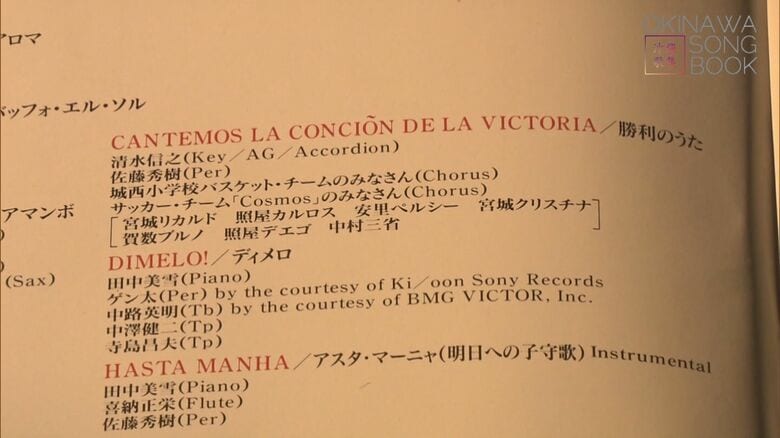 OKINAWA
SONG
BOOK
アロマ
バッフォ・エル・ソル
CANTEMOS LA CONCIÕN DE LA VICTORIA/勝利のうた
清水信之(Key/AG/Accordion)
佐藤秀樹(Per)
城西小学校バスケット・チームのみなさん(Chorus)
サッカー・チーム「Cosmos」のみなさん(Chorus)
アマンボ
[宮城リカルド 照屋カルロス 安里ペルシー 宮城クリスチナ
賀数ブルノ 照屋デエゴ 中村三省]
DIMELO!/ディメロ
(Sax)
田中美雪(Piano)
ゲン太(Per) by the courtesy of Ki/oon Sony Records
中路英明(Tb) by the courtesy of BMG VICTOR, Inc.
中澤健二(Tp)
寺島昌夫(Tp)
HASTA MANHA/アスタ・マーニャ(明日への子守歌) Instrumental
田中美雪(Piano)
喜納正栄(Flute)
佐藤秀樹(Per)